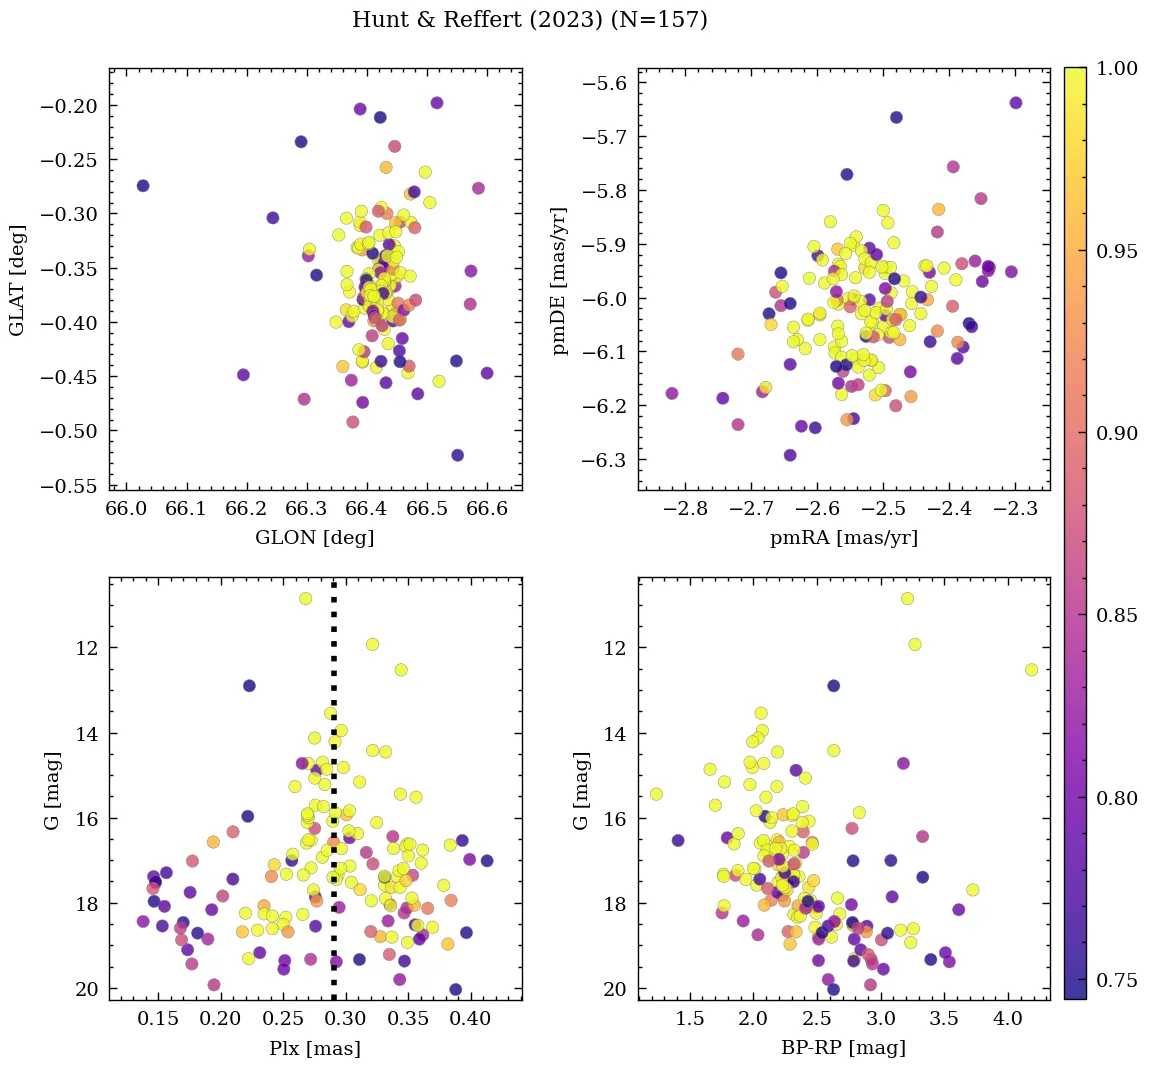 Hunt & Reffert (2023) (N=157)
−0.20
−0.25
−0.30
−0.35
−0.40
−0.45
−0.50
−0.55
GLAT [deg]
66.0 66.1 66.2 66.3 66.4 66.5 66.6
GLON [deg]
−5.6
−5.7
−5.8
−5.9
−6.0
−6.1
−6.2
−6.3
pmDE [mas/yr]
−2.8 −2.7 −2.6 −2.5 −2.4 −2.3
pmRA [mas/yr]
1.00
0.95
0.90
0.85
0.80
0.75
12
14
16
18
20
G [mag]
0.15 0.20 0.25 0.30 0.35 0.40
Plx [mas]
12
14
16
18
20
G [mag]
1.5 2.0 2.5 3.0 3.5 4.0
BP-RP [mag]